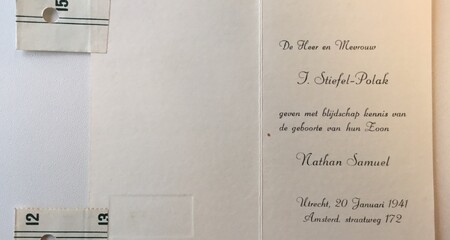 15
De Heer en Mevrouw
I. Stiefel-Polak
geven met blijdschap kennis van
de geboorte van hun Zoon
Nathan Samuel
Utrecht, 20 Januari 1941
Amsterd. straatweg 172
12
13